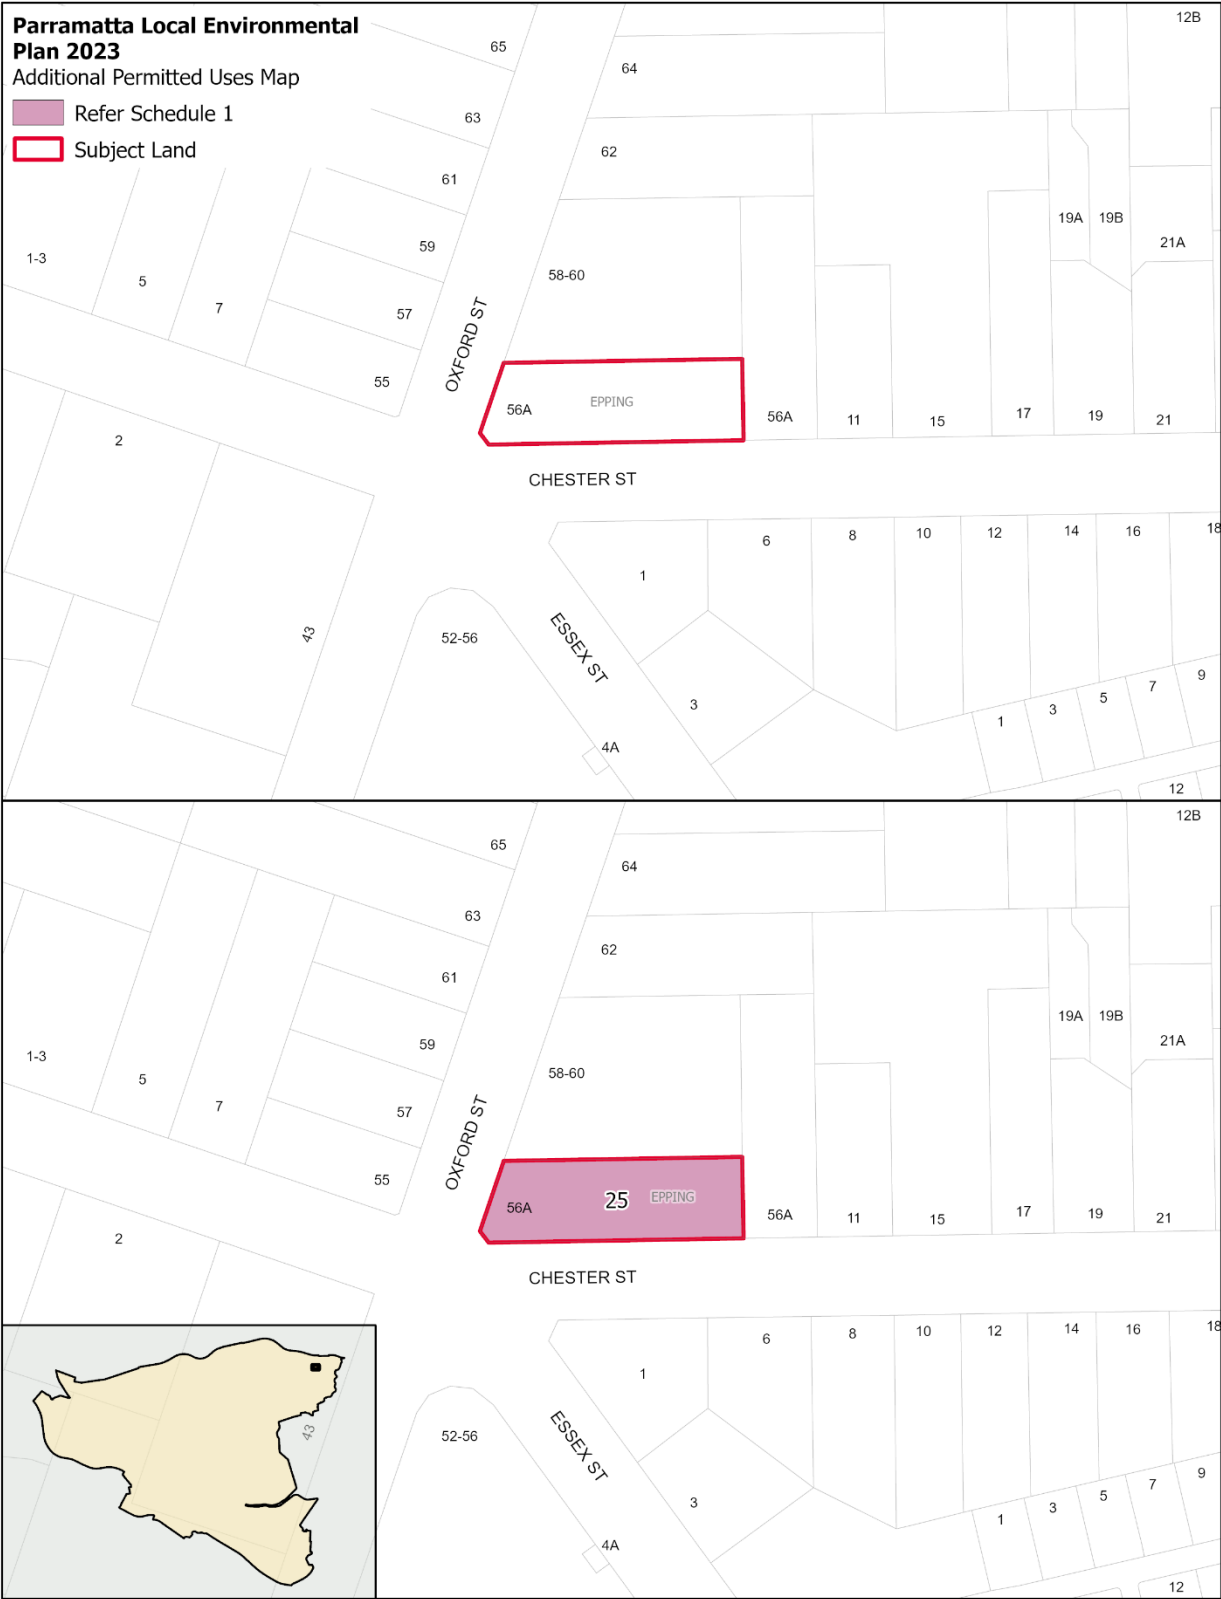 Parramatta Local Environmental
Plan 2023
Additional Permitted Uses Map
Refer Schedule 1
Subject Land
12B
65
64
63
62
61
19A
19B
59
21A
1-3
58-60
5
7
57
OXFORD ST
55
56A
EPPING
56A
11
15
17
19
21
2
CHESTER ST
6
8
10
12
14
16
18
1
43
52-56
ESSEX ST
3
4A
1
3
5
7
9
12
12B
65
64
63
62
61
19A
19B
59
21A
1-3
58-60
5
7
57
OXFORD ST
55
56A
25
EPPING
56A
11
15
17
19
21
2
CHESTER ST
6
8
10
12
14
16
18
1
43
52-56
ESSEX ST
3
4A
1
3
5
7
9
12